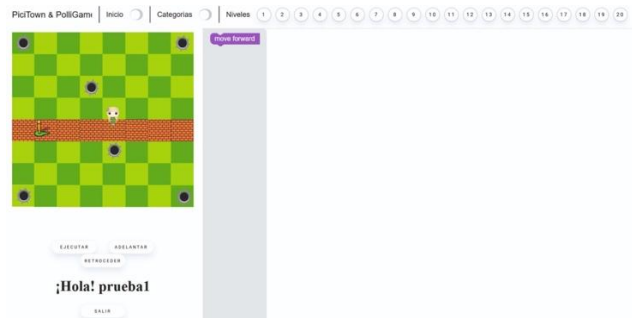 PiciTown & PolliGame Inicio Categorias Niveles 1 2 3 4 5 6 7 8 9 10 11 12 13 14 15 16 17 18 19 20
move forward
EJECUTAR ADELANTAR
RETROCEDER
¡Hola! prueba1
SALIR